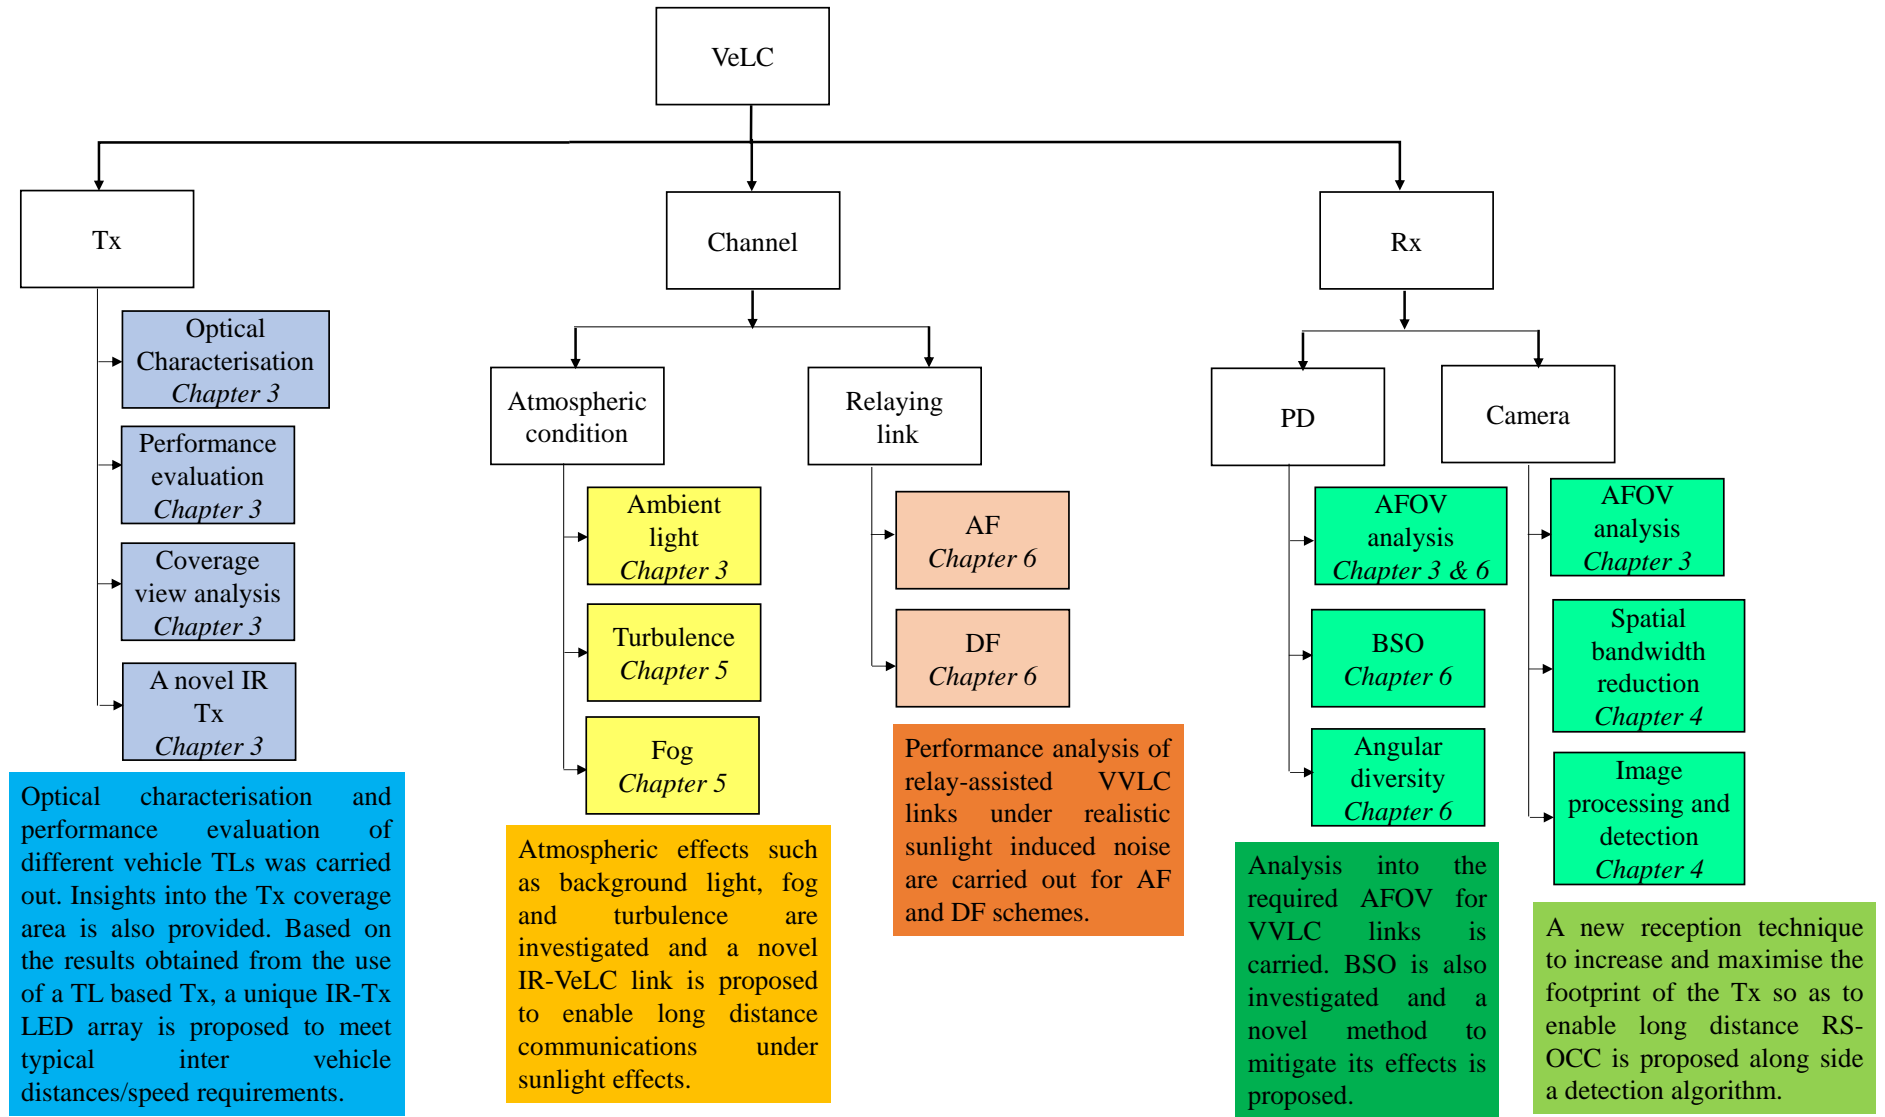 VeLC
Tx
Channel
Rx
Optical
Characterisation
Chapter 3
Performance
evaluation
Chapter 3
Coverage
view analysis
Chapter 3
A novel IR
Tx
Chapter 3
Optical characterisation and
performance evaluation of
different vehicle TLs was carried
out. Insights into the Tx coverage
area is also provided. Based on
the results obtained from the use
of a TL based Tx, a unique IR-Tx
LED array is proposed to meet
typical inter vehicle
distances/speed requirements.
Atmospheric
condition
Ambient
light
Chapter 3
Turbulence
Chapter 5
Fog
Chapter 5
Atmospheric effects such
as background light, fog
and turbulence are
investigated and a novel
IR-VeLC link is proposed
to enable long distance
communications under
sunlight effects.
Relaying
link
AF
Chapter 6
DF
Chapter 6
Performance analysis of
relay-assisted VVLC
links under realistic
sunlight induced noise
are carried out for AF
and DF schemes.
PD
AFOV
analysis
Chapter 3 & 6
BSO
Chapter 6
Angular
diversity
Chapter 6
Analysis into the
required AFOV for
VVLC links is
carried. BSO is also
investigated and a
novel method to
mitigate its effects is
proposed.
Camera
AFOV
analysis
Chapter 3
Spatial
bandwidth
reduction
Chapter 4
Image
processing and
detection
Chapter 4
A new reception technique
to increase and maximise the
footprint of the Tx so as to
enable long distance RS-
OCC is proposed along side
a detection algorithm.